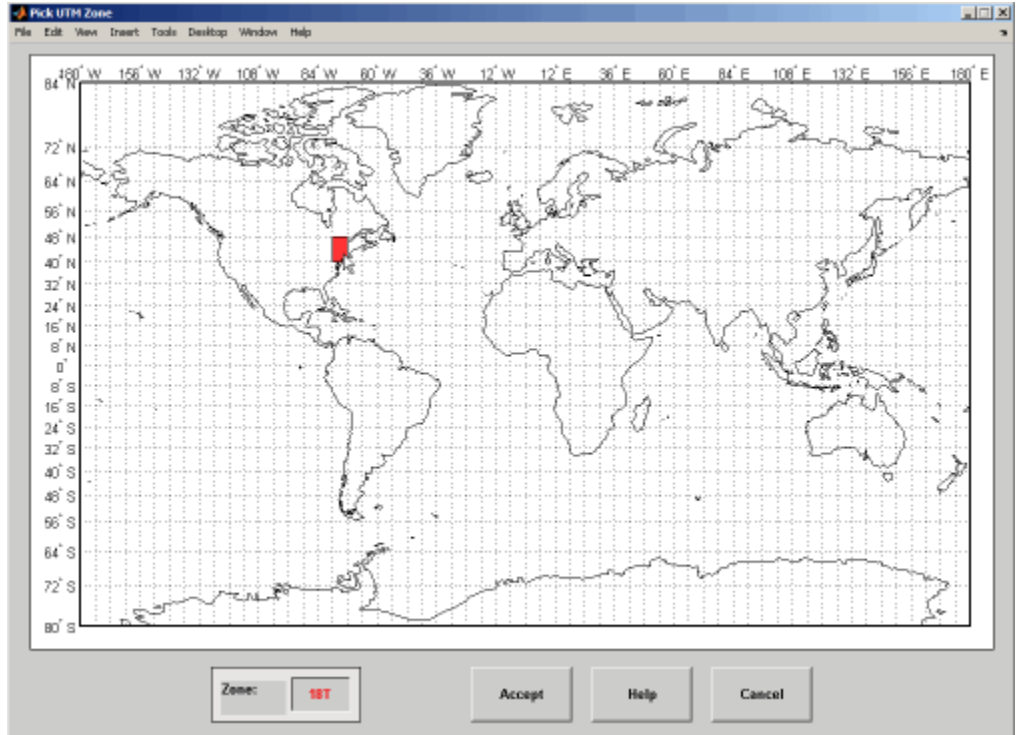 Pick UTM Zone
File Edit View Insert Tools Desktop Window Help
180° W 156° W 132° W 108° W 84° W 60° W 36° W 12° W 12° E 36° E 60° E 84° E 108° E 132° E 156° E 180° E
84° N
72° N
64° N
56° N
48° N
40° N
32° N
24° N
16° N
8° N
0°
8° S
16° S
24° S
32° S
40° S
48° S
56° S
64° S
72° S
80° S
Zone: 18T Accept Help Cancel